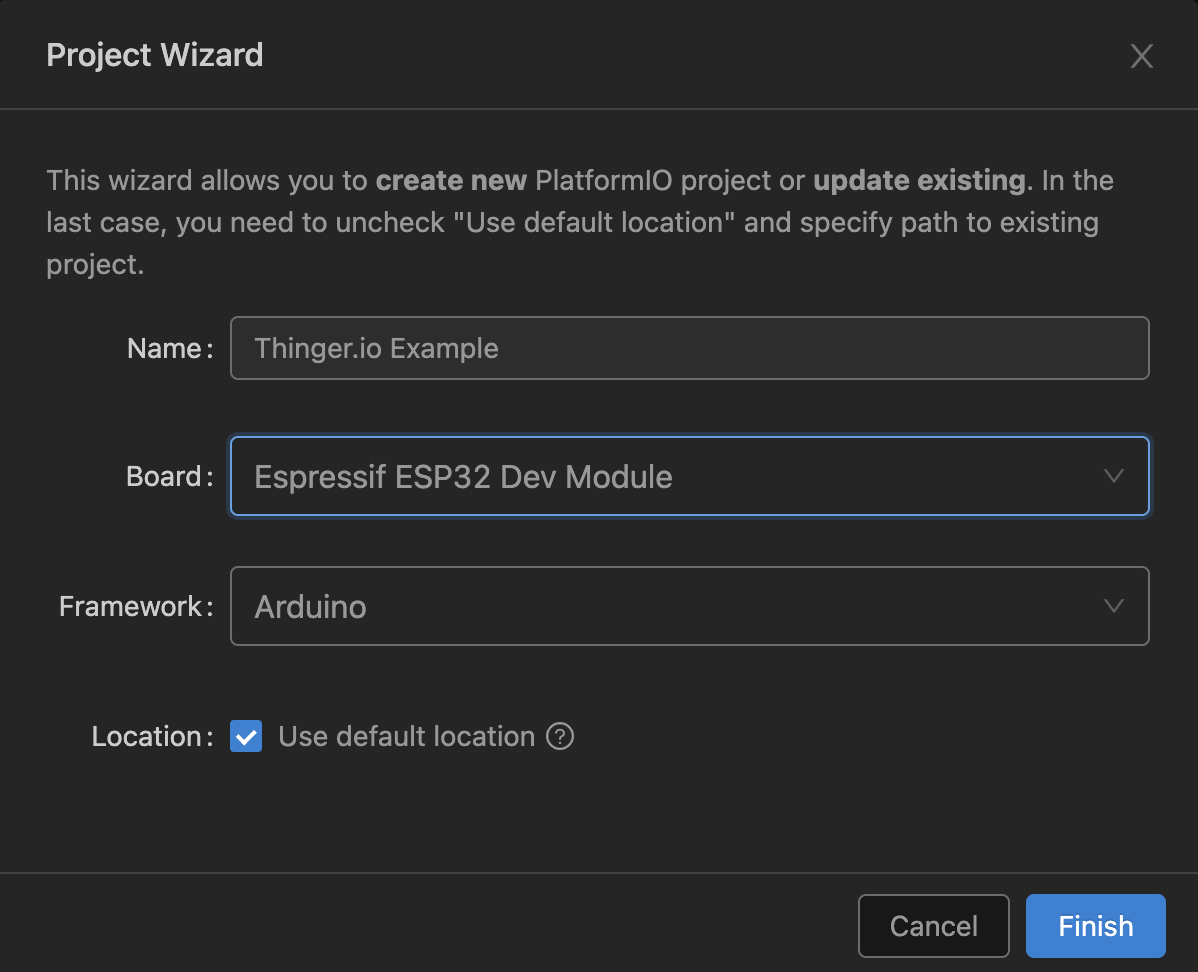 Project Wizard
This wizard allows you to create new PlatformIO project or update existing. In the
last case, you need to uncheck "Use default location" and specify path to existing
project.
Name: Thinger.io Example
Board: Espressif ESP32 Dev Module
Framework: Arduino
Location: Use default location ?
Cancel Finish